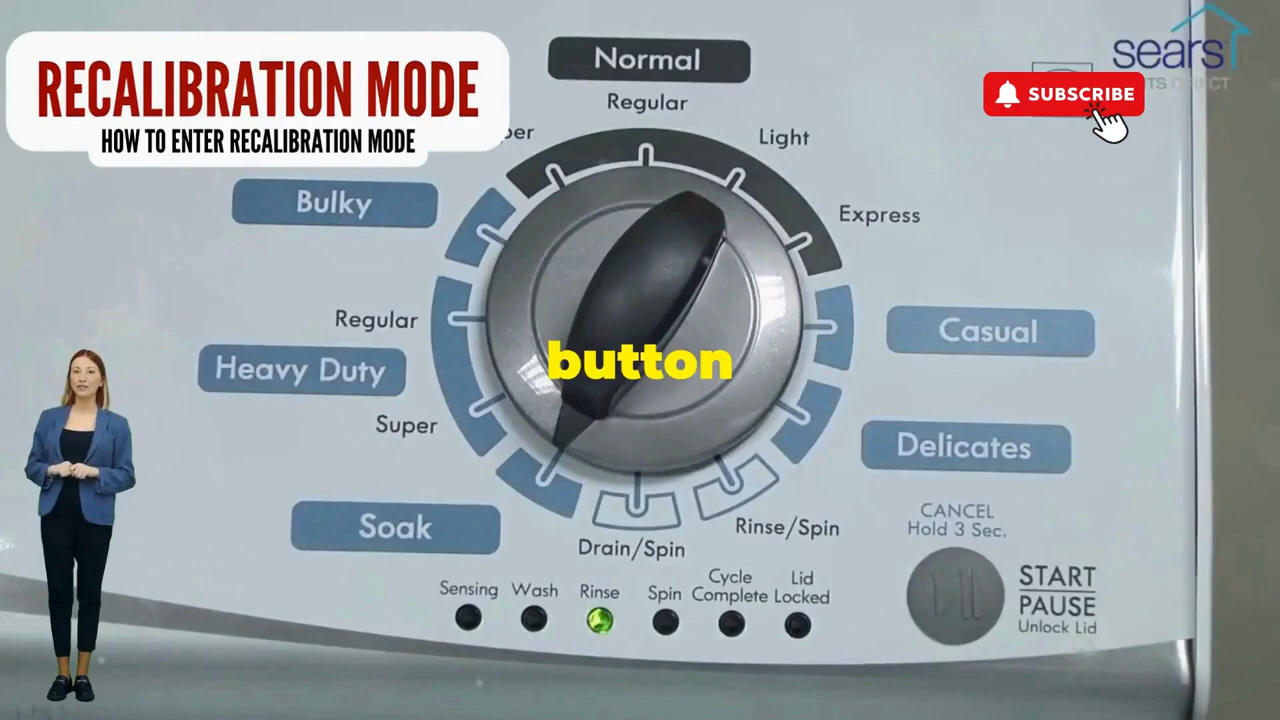 RECALIBRATION MODE
HOW TO ENTER RECALIBRATION MODE
sears
DIRECT
SUBSCRIBE
Normal
Regular
Light
Express
Bulky
Regular
Casual
button
Heavy Duty
Super
Delicates
Soak
Rinse/Spin
Drain/Spin
CANCEL
Hold 3 Sec.
Sensing
Wash
Rinse
Spin
Cycle
Complete
Lid
Locked
START
PAUSE
Unlock Lid